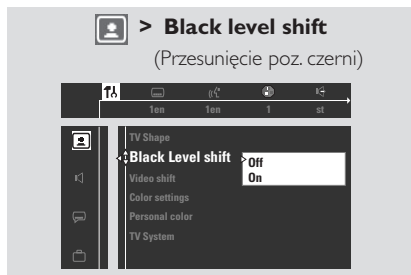 > Black level shift
(Przesunięcie poz. czerni)
1en 1en 1 st
TV Shape
Black Level shift
Off
On
Video shift
Color settings
Personal color
TV System